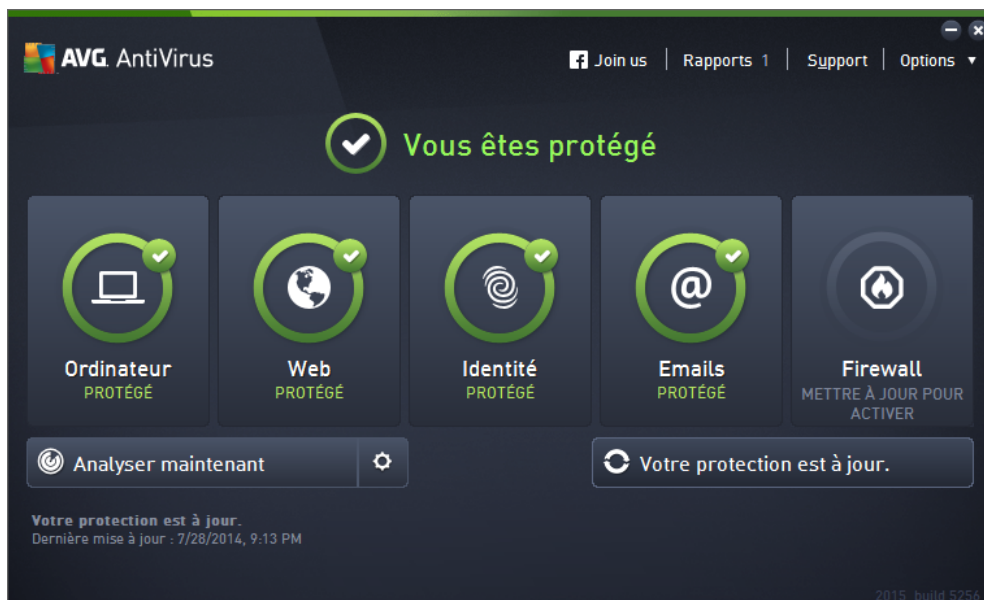 AVG. AntiVirus
Join us | Rapports 1 | Support | Options ▼
Vous êtes protégé
Ordinateur
PROTÉGÉ
Web
PROTÉGÉ
Identité
PROTÉGÉ
@
Emails
PROTÉGÉ
Firewall
METTRE À JOUR POUR
ACTIVER
Analyser maintenant
Votre protection est à jour.
Votre protection est à jour.
Dernière mise à jour : 7/28/2014, 9:13 PM
2015 build 5256